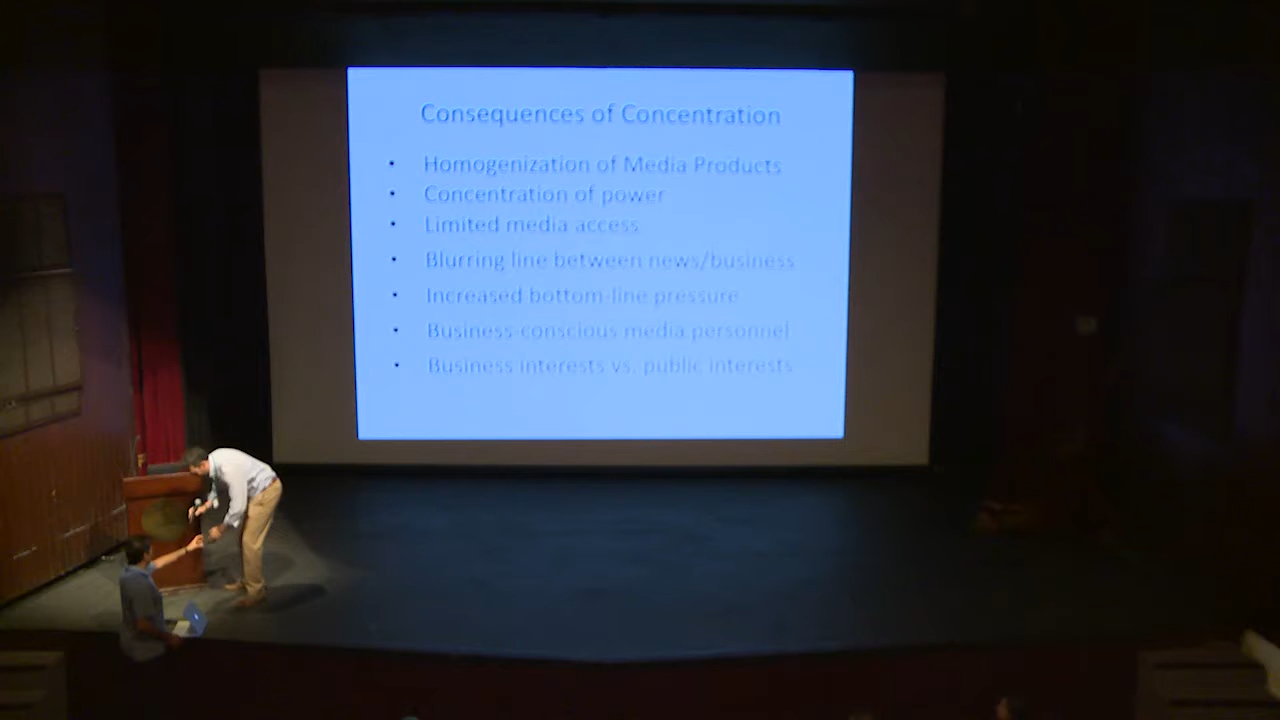 Consequences of Concentration
• Homogenization of Media Products
• Concentration of power
• Limited media access
• Blurring line between news/business
• Increased bottom-line pressure
• Business-conscious media personnel
• Business interests vs. public interests